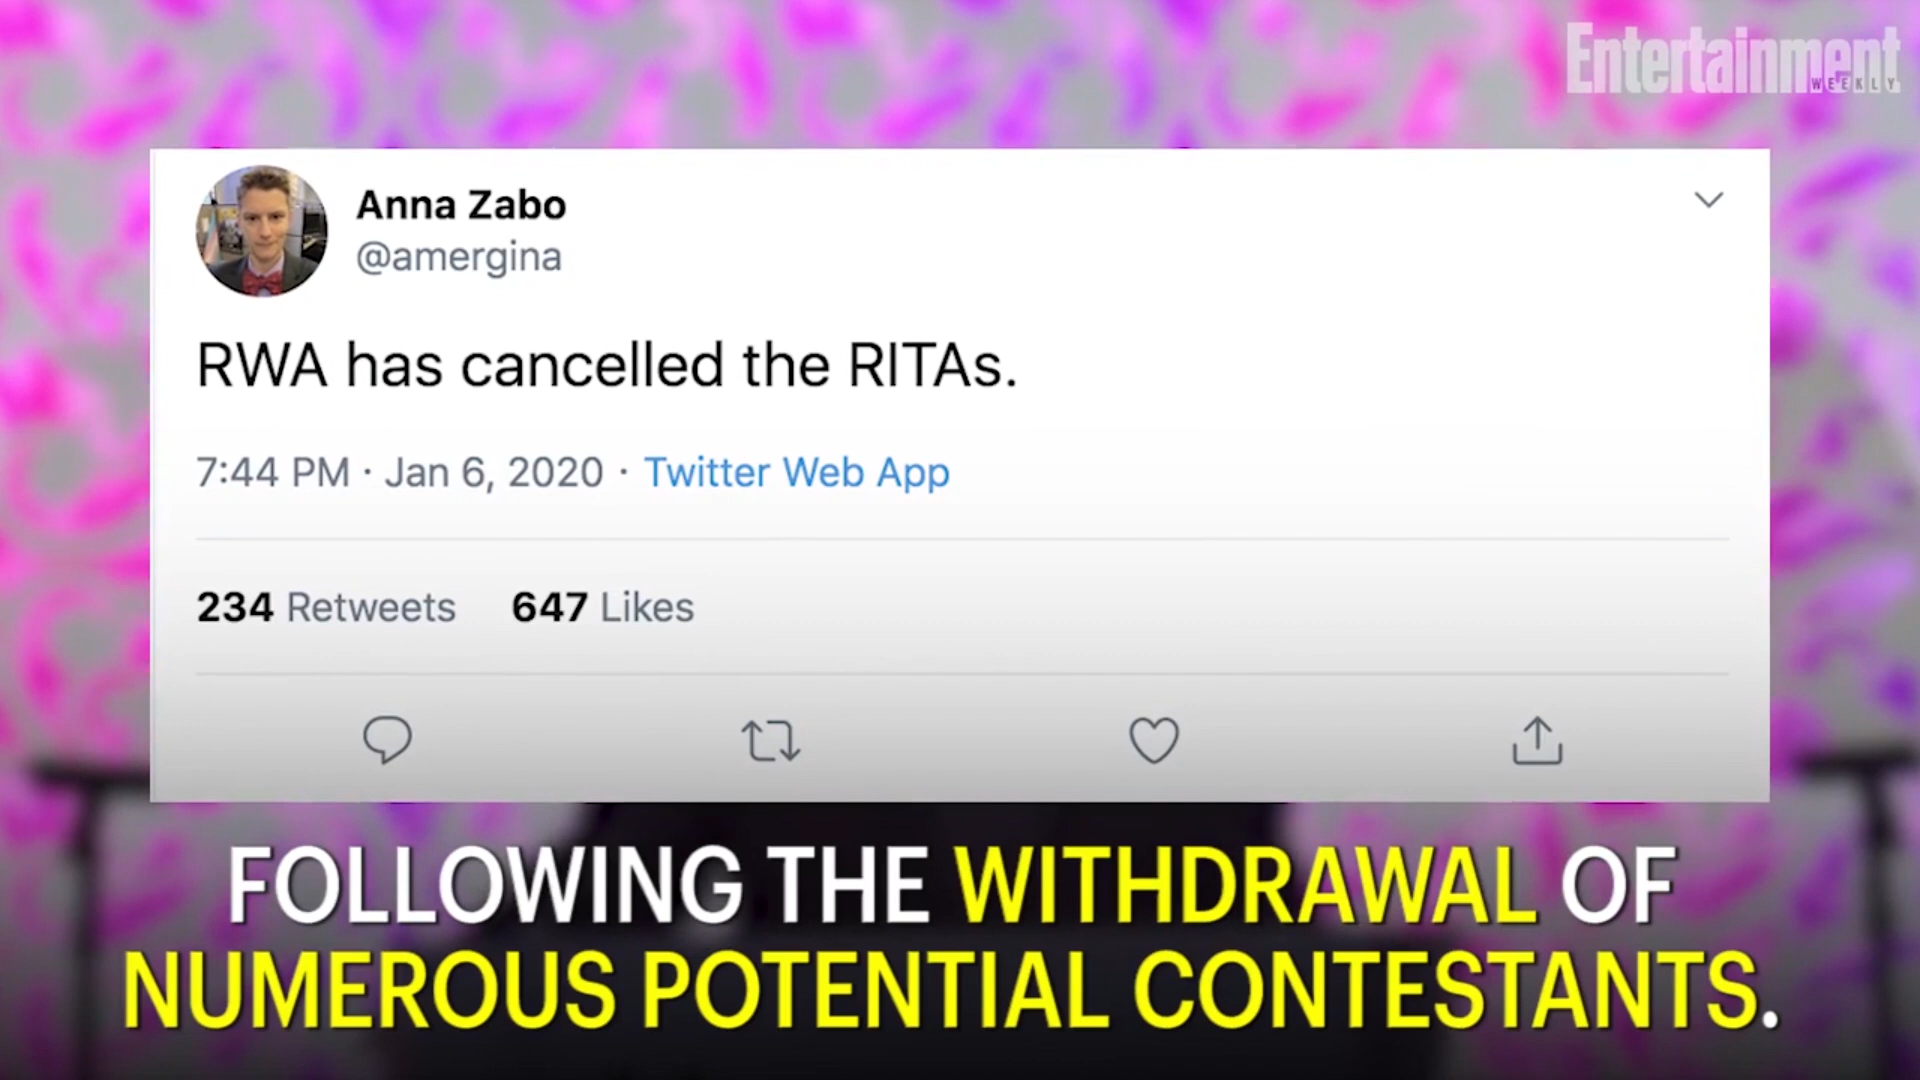 Entertainment
WEEKLY
Anna Zabo
@amergina
RWA has cancelled the RITAs.
7:44 PM · Jan 6, 2020 · Twitter Web App
234 Retweets 647 Likes
FOLLOWING THE WITHDRAWAL OF
NUMEROUS POTENTIAL CONTESTANTS.